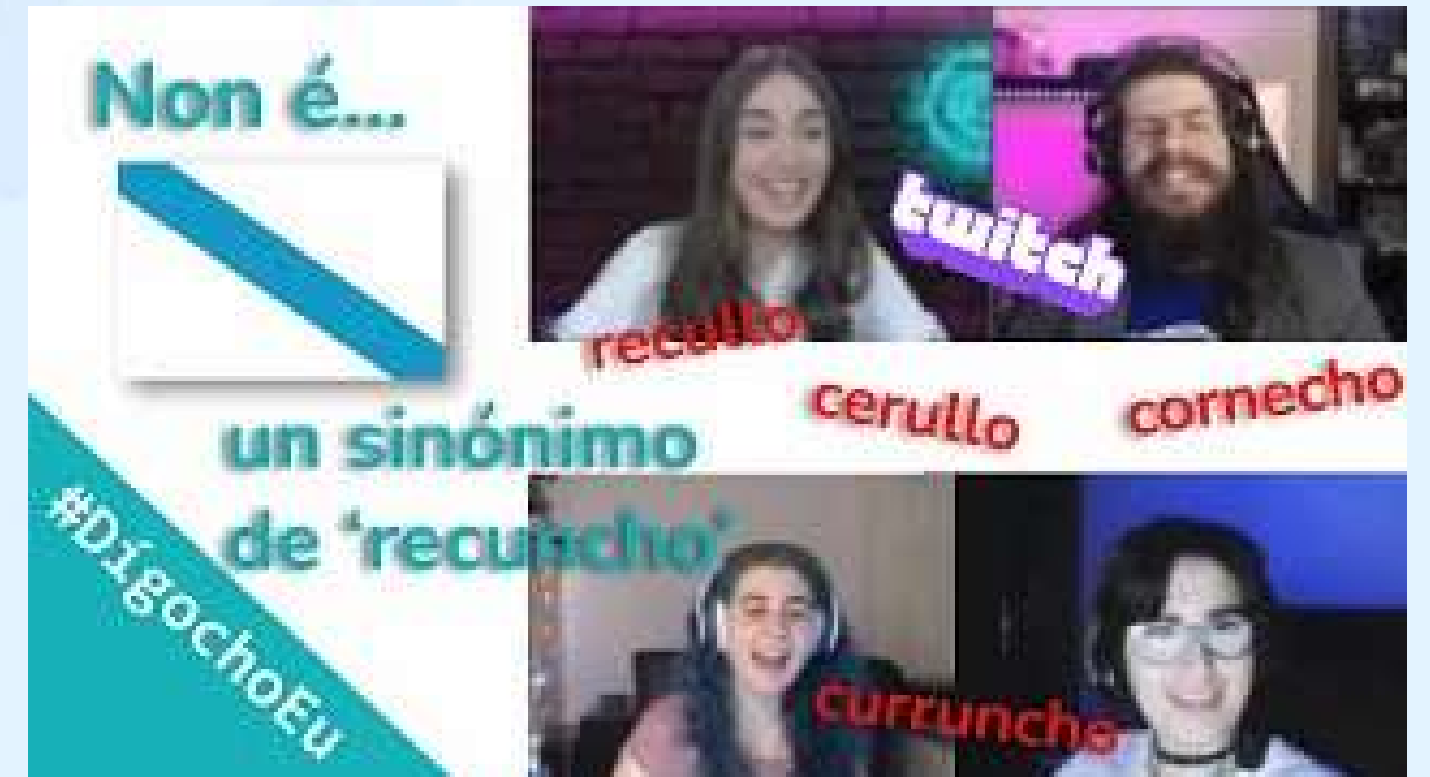 Non é...
un sinónimo
de 'recuncho'
#DígochoEu
twitch
recullo
cerullo
cornecho
curruncho